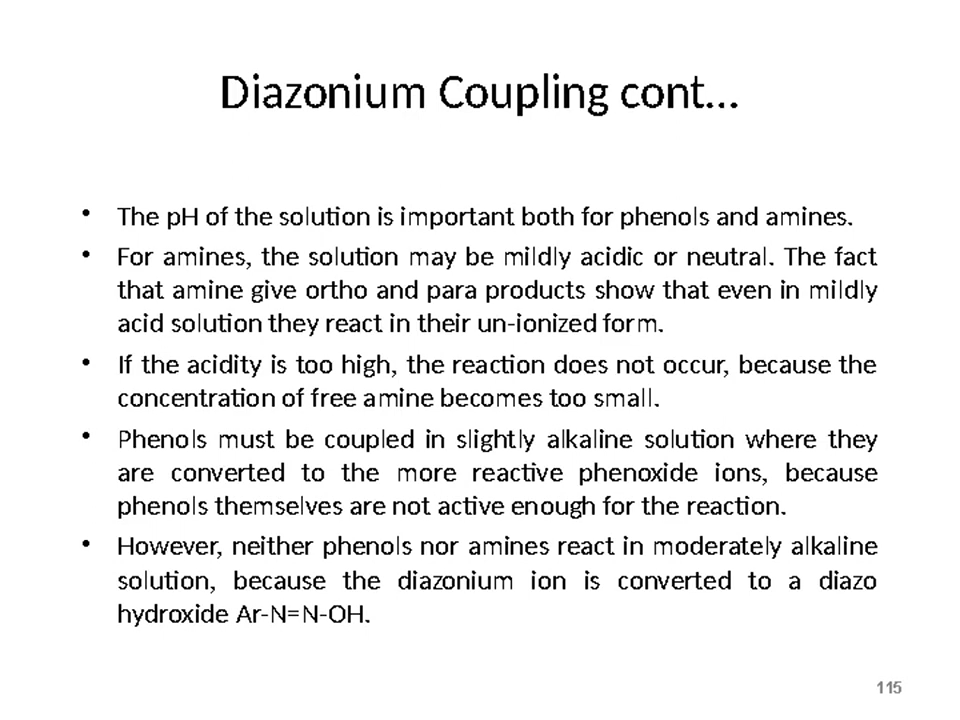 Diazonium Coupling cont...
• The pH of the solution is important both for phenols and amines.
• For amines, the solution may be mildly acidic or neutral. The fact
that amine give ortho and para products show that even in mildly
acid solution they react in their un-ionized form.
• If the acidity is too high, the reaction does not occur, because the
concentration of free amine becomes too small.
• Phenols must be coupled in slightly alkaline solution where they
are converted to the more reactive phenoxide ions, because
phenols themselves are not active enough for the reaction.
• However, neither phenols nor amines react in moderately alkaline
solution, because the diazonium ion is converted to a diazo
hydroxide Ar-N=N-OH.
115